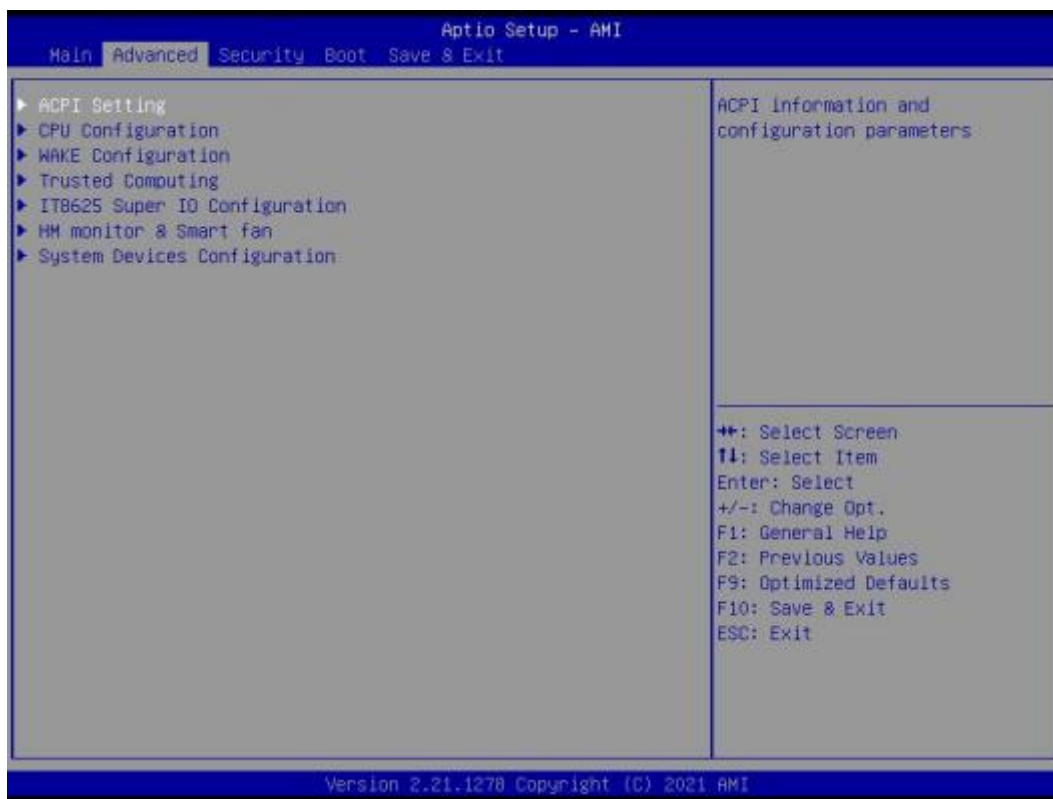 Aptio Setup - AMI
Main Advanced Security Boot Save & Exit
ACPI Setting
CPU Configuration
WAKE Configuration
Trusted Computing
IT8625 Super IO Configuration
HM monitor & Smart fan
System Devices Configuration
ACPI information and
configuration parameters
→←: Select Screen
↑↓: Select Item
Enter: Select
+/-: Change Opt.
F1: General Help
F2: Previous Values
F9: Optimized Defaults
F10: Save & Exit
ESC: Exit
Version 2.21.1278 Copyright (C) 2021 AMI